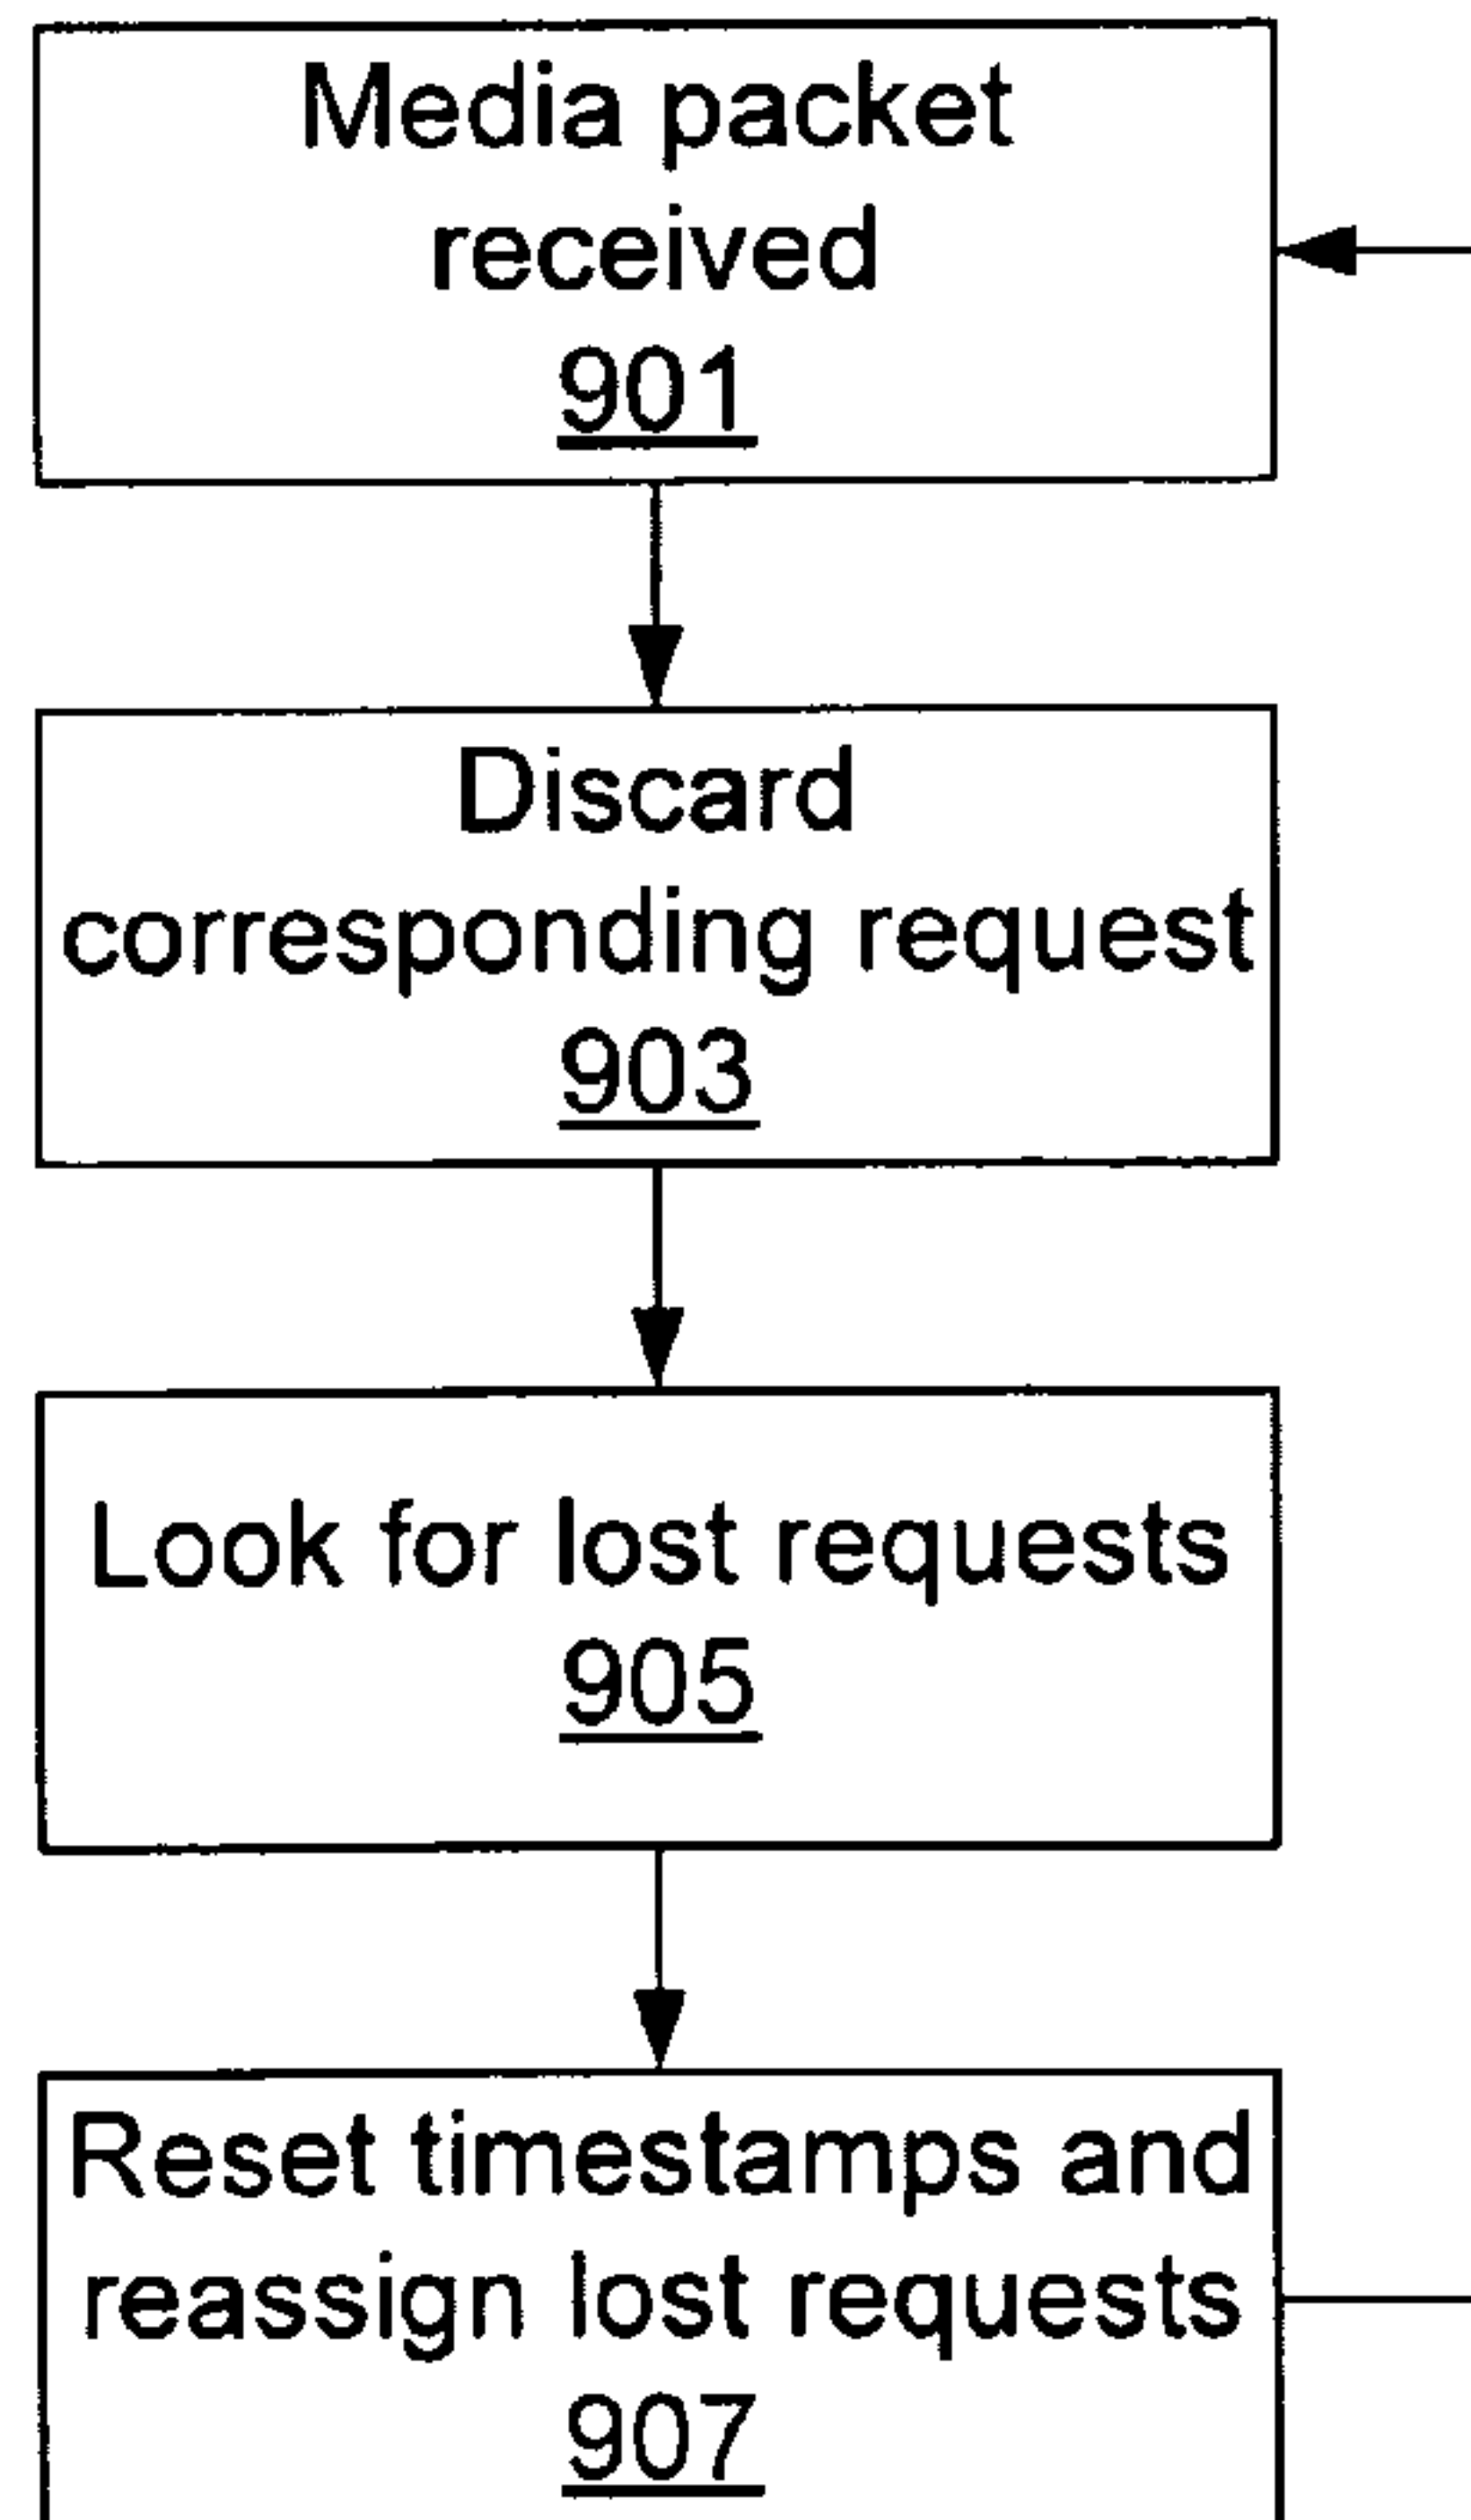 Media packet
received
901
Discard
corresponding request
903
Look for lost requests
905
Reset timestamps and
reassign lost requests
907